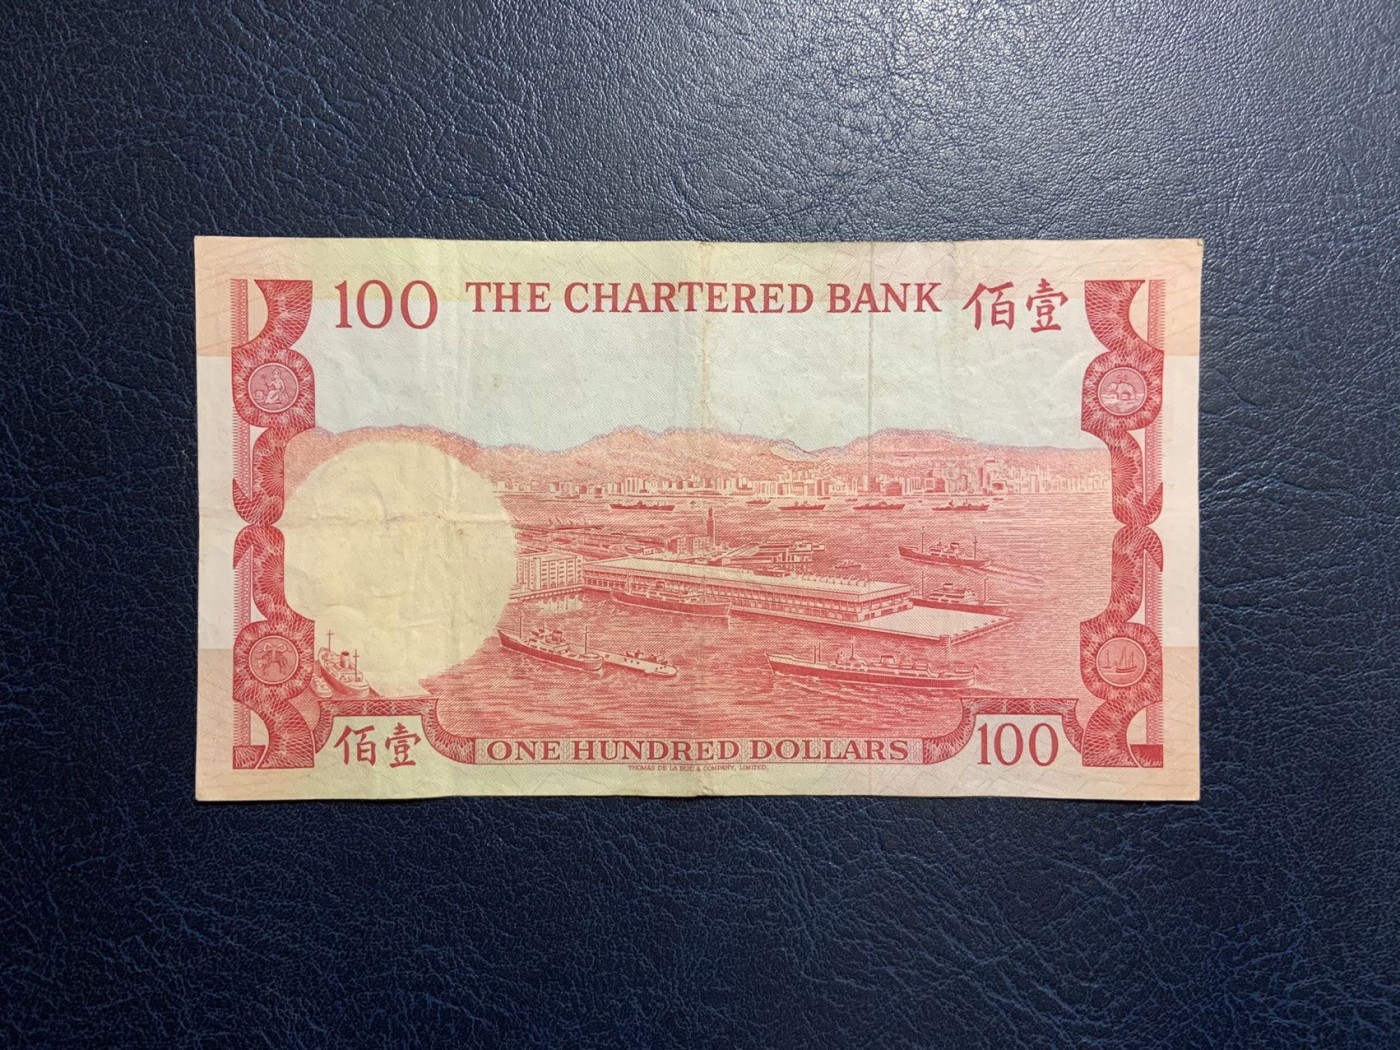 100 THE CHARTERED BANK 佰壹
佰壹 ONE HUNDRED DOLLARS 100
THOMAS DE LA RUE & COMPANY, LIMITED.